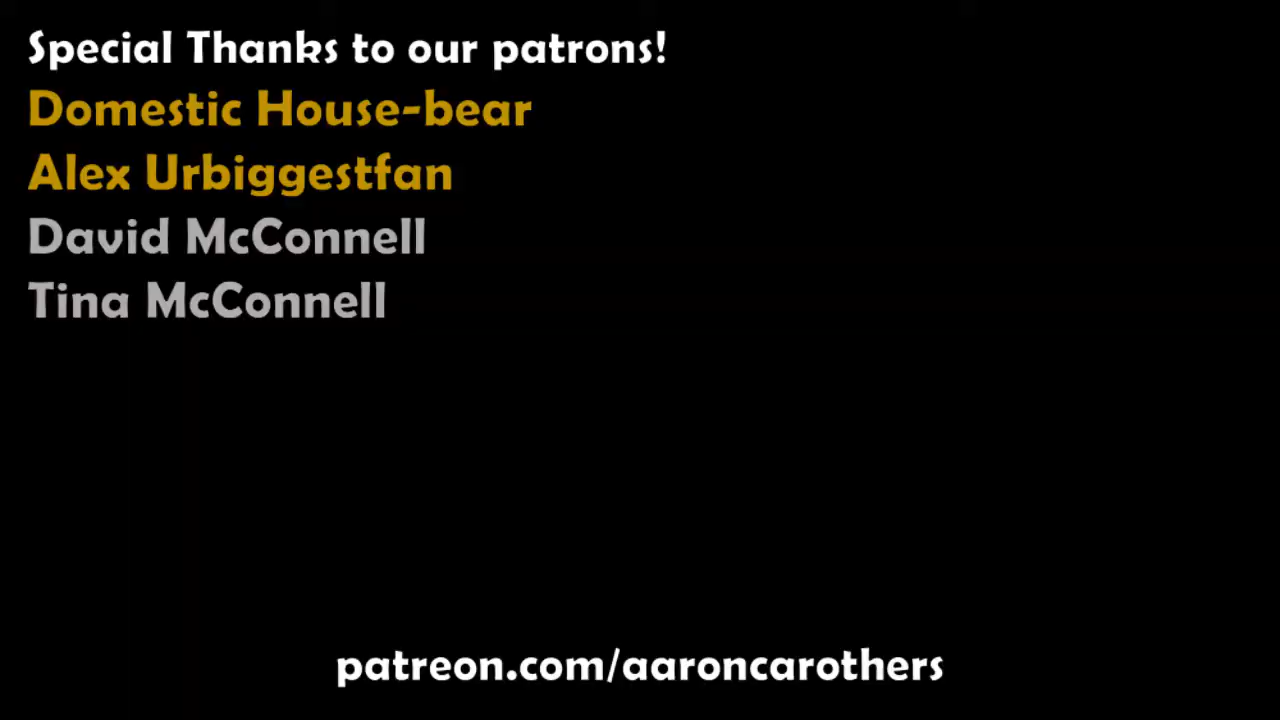 Special Thanks to our patrons!
Domestic House-bear
Alex Urbiggestfan
David McConnell
Tina McConnell
patreon.com/aaroncarothers